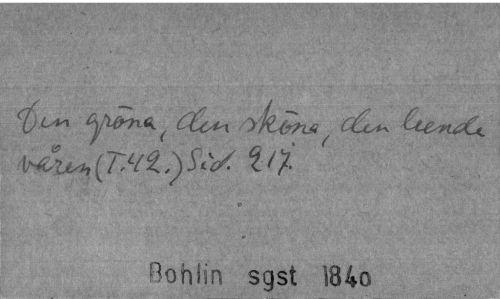 Den gröna, den sköna, den leende
våren (T.42.) Sid. 217.
Bohlin sgst 1840